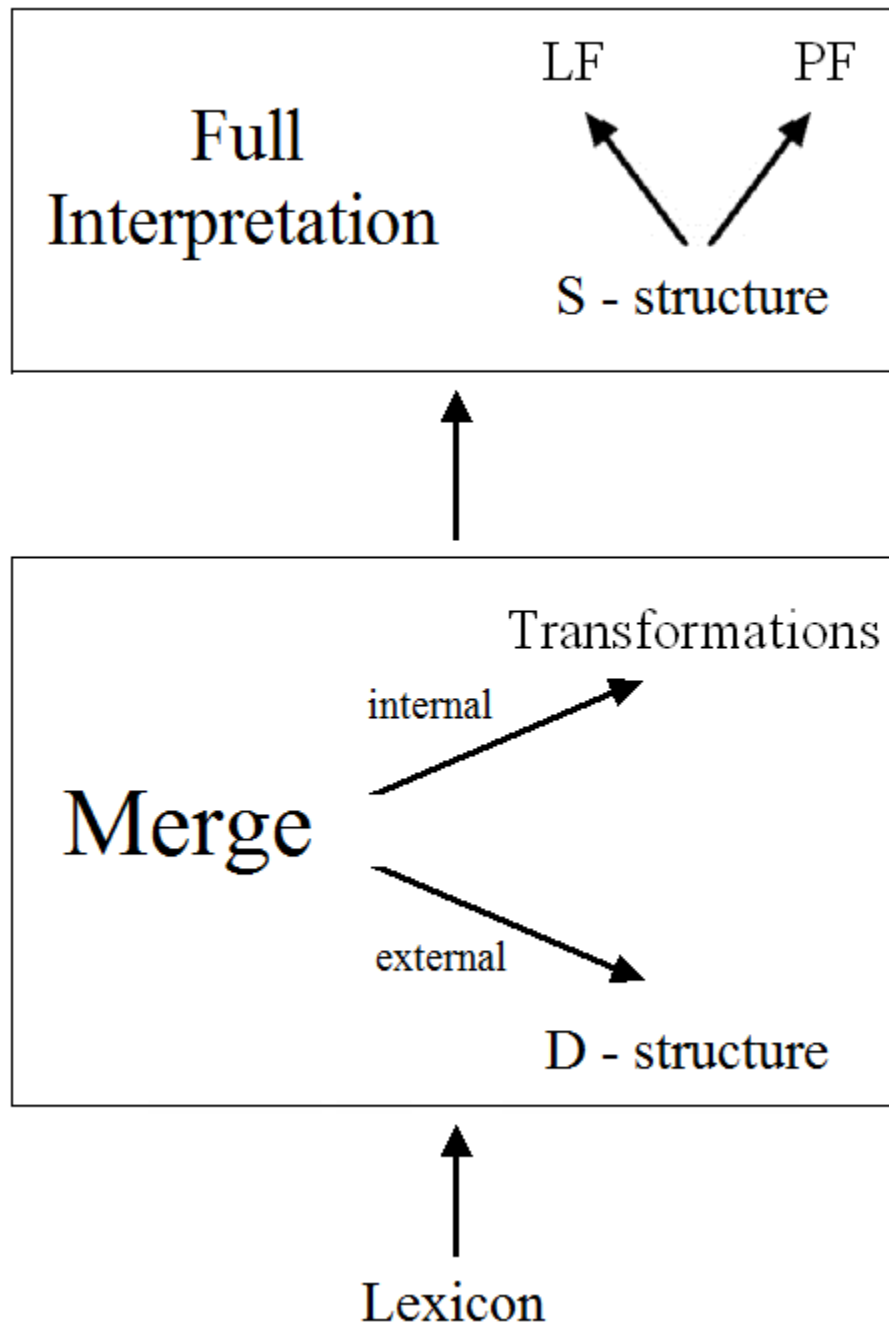 LF
PF
Full
Interpretation
S - structure
Transformations
internal
Merge
external
D - structure
Lexicon